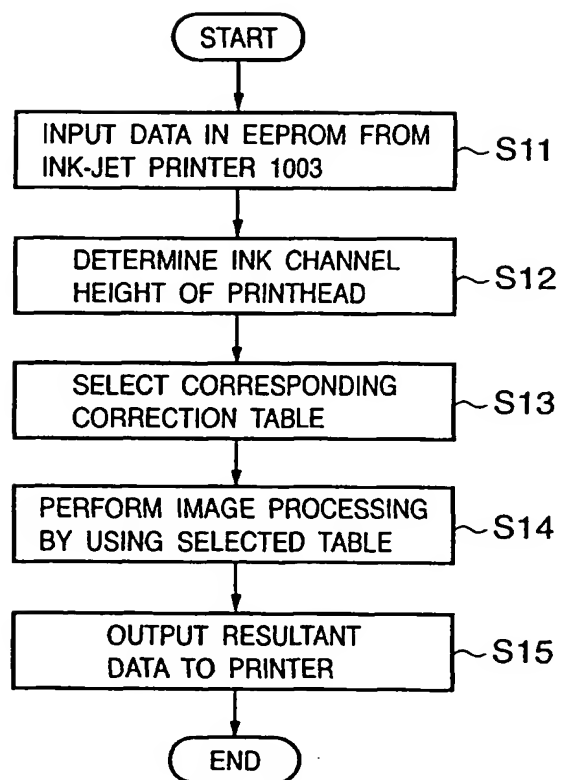 START
INPUT DATA IN EEPROM FROM
INK-JET PRINTER 1003
S11
DETERMINE INK CHANNEL
HEIGHT OF PRINTHEAD
S12
SELECT CORRESPONDING
CORRECTION TABLE
S13
PERFORM IMAGE PROCESSING
BY USING SELECTED TABLE
S14
OUTPUT RESULTANT
DATA TO PRINTER
S15
END